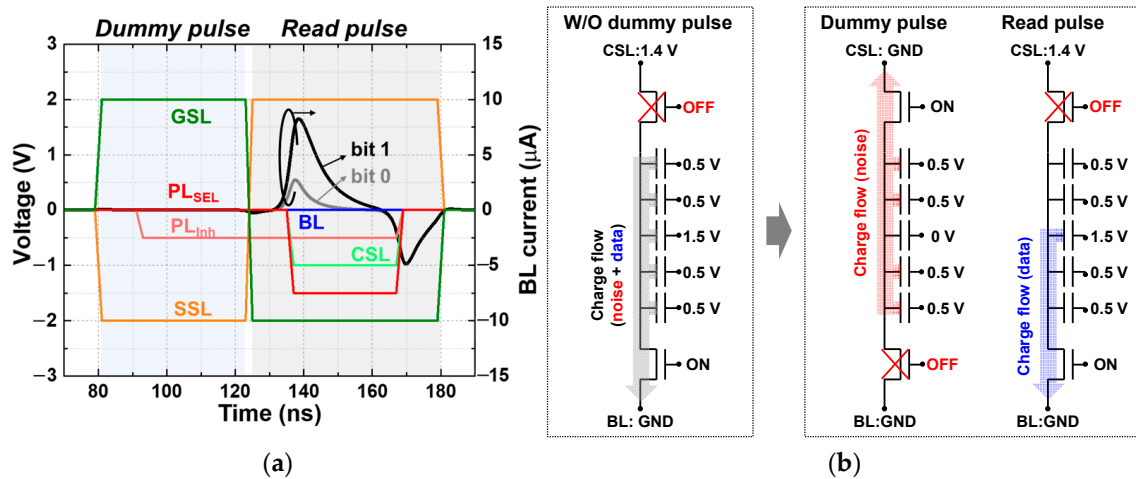 Dummy pulse Read pulse
3
2
1
0
−1
−2
−3
Voltage (V)
15
10
5
0
−5
−10
−15
BL current (μA)
GSL
bit 1
bit 0
PLSEL
BL
PLInh
CSL
SSL
80 100 120 140 160 180
Time (ns)
(a)
W/O dummy pulse
CSL:1.4 V
OFF
0.5 V
0.5 V
1.5 V
0.5 V
0.5 V
Charge flow
(noise + data)
ON
BL: GND
Dummy pulse
CSL: GND
ON
0.5 V
0.5 V
0 V
0.5 V
0.5 V
Charge flow (noise)
OFF
BL:GND
Read pulse
CSL:1.4 V
OFF
0.5 V
0.5 V
1.5 V
0.5 V
0.5 V
Charge flow (data)
ON
BL:GND
(b)